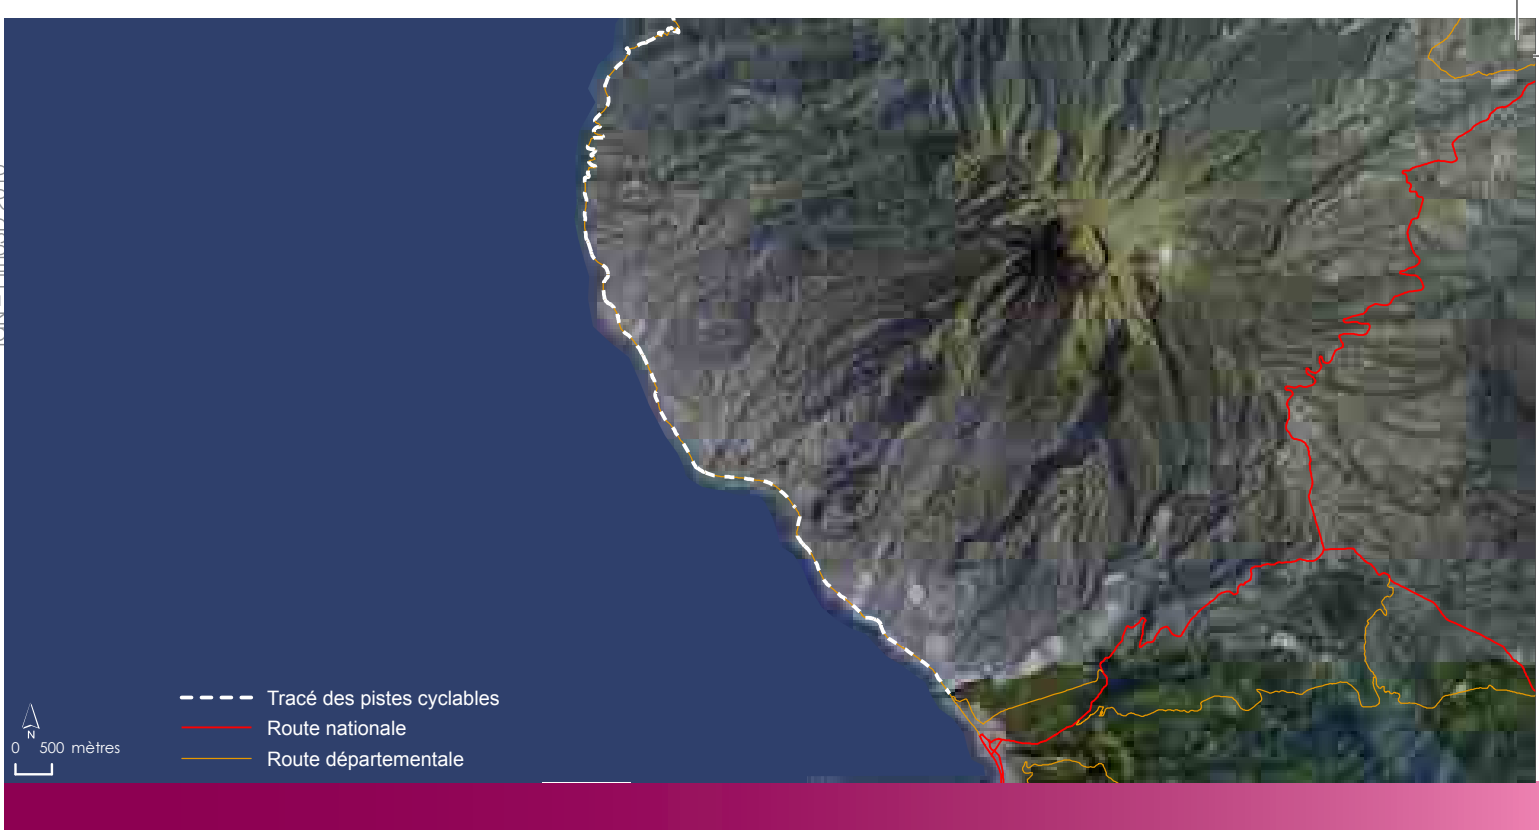 Tracé des pistes cyclables
Route nationale
Route départementale
N
0 500 mètres